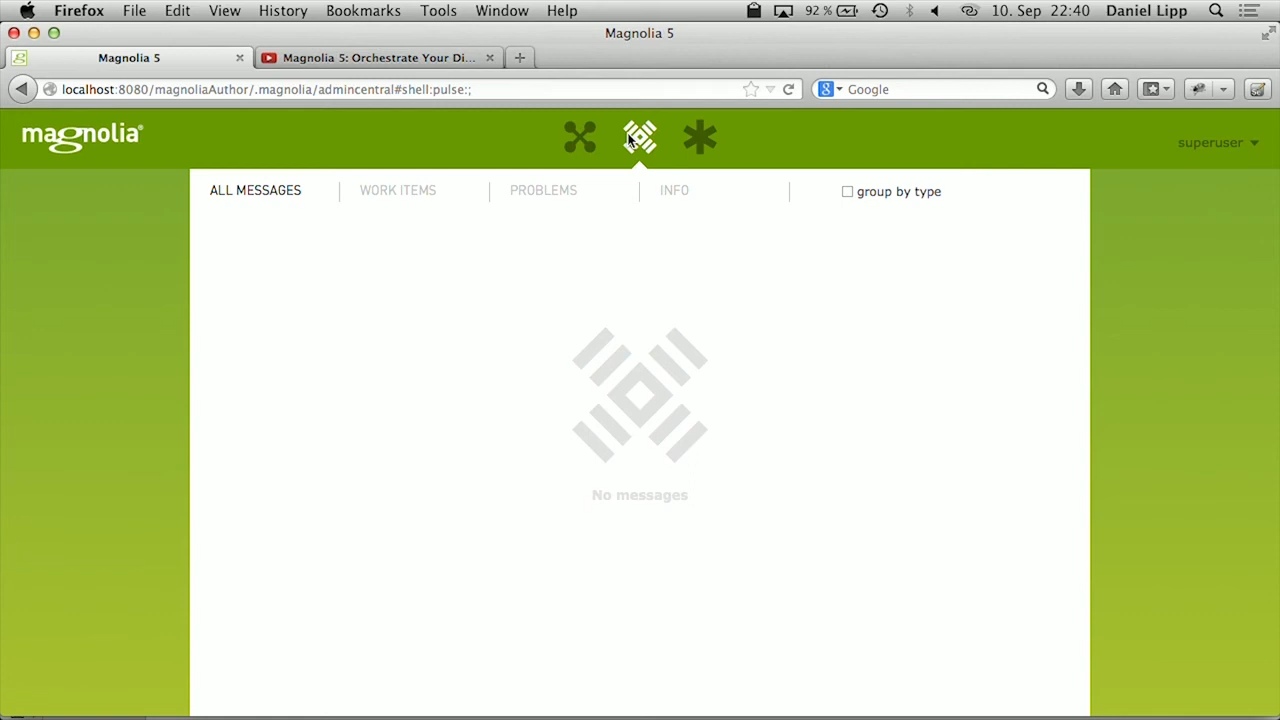 Firefox File Edit View History Bookmarks Tools Window Help 92 % 10. Sep 22:40 Daniel Lipp
Magnolia 5
Magnolia 5 Magnolia 5: Orchestrate Your Di...
localhost:8080/magnoliaAuthor/.magnolia/admincentral#shell:pulse:; Google
magnolia® superuser
ALL MESSAGES WORK ITEMS PROBLEMS INFO group by type
No messages